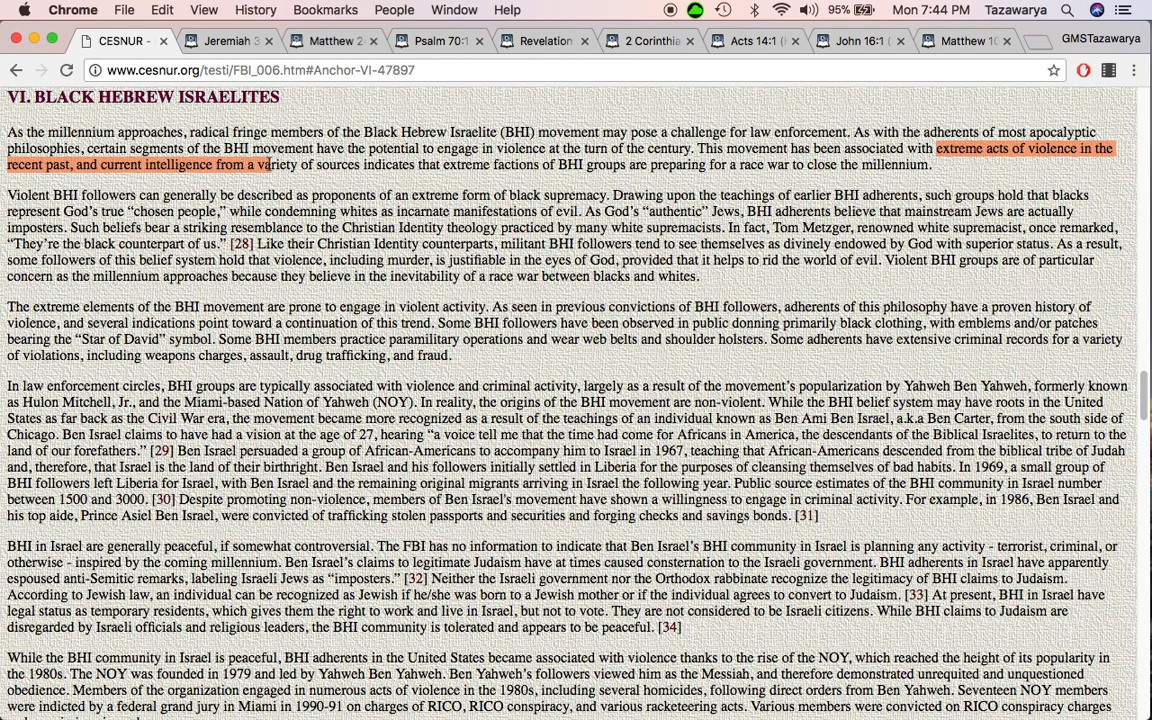 Chrome File Edit View History Bookmarks People Window Help 95% Mon 7:44 PM Tazawarya
CESNUR - Jeremiah 3 Matthew 2 Psalm 70:1 Revelation 2 Corinthia Acts 14:1 ( John 16:1 ( Matthew 10 GMSTazawarya
www.cesnur.org/testi/FBI_006.htm#Anchor-VI-47897
VI. BLACK HEBREW ISRAELITES
As the millennium approaches, radical fringe members of the Black Hebrew Israelite (BHI) movement may pose a challenge for law enforcement. As with the adherents of most apocalyptic
philosophies, certain segments of the BHI movement have the potential to engage in violence at the turn of the century. This movement has been associated with extreme acts of violence in the
recent past, and current intelligence from a variety of sources indicates that extreme factions of BHI groups are preparing for a race war to close the millennium.
Violent BHI followers can generally be described as proponents of an extreme form of black supremacy. Drawing upon the teachings of earlier BHI adherents, such groups hold that blacks
represent God's true “chosen people,” while condemning whites as incarnate manifestations of evil. As God's “authentic” Jews, BHI adherents believe that mainstream Jews are actually
imposters. Such beliefs bear a striking resemblance to the Christian Identity theology practiced by many white supremacists. In fact, Tom Metzger, renowned white supremacist, once remarked,
“They're the black counterpart of us.” [28] Like their Christian Identity counterparts, militant BHI followers tend to see themselves as divinely endowed by God with superior status. As a result,
some followers of this belief system hold that violence, including murder, is justifiable in the eyes of God, provided that it helps to rid the world of evil. Violent BHI groups are of particular
concern as the millennium approaches because they believe in the inevitability of a race war between blacks and whites.
The extreme elements of the BHI movement are prone to engage in violent activity. As seen in previous convictions of BHI followers, adherents of this philosophy have a proven history of
violence, and several indications point toward a continuation of this trend. Some BHI followers have been observed in public donning primarily black clothing, with emblems and/or patches
bearing the “Star of David” symbol. Some BHI members practice paramilitary operations and wear web belts and shoulder holsters. Some adherents have extensive criminal records for a variety
of violations, including weapons charges, assault, drug trafficking, and fraud.
In law enforcement circles, BHI groups are typically associated with violence and criminal activity, largely as a result of the movement's popularization by Yahweh Ben Yahweh, formerly known
as Hulon Mitchell, Jr., and the Miami-based Nation of Yahweh (NOY). In reality, the origins of the BHI movement are non-violent. While the BHI belief system may have roots in the United
States as far back as the Civil War era, the movement became more recognized as a result of the teachings of an individual known as Ben Ami Ben Israel, a.k.a Ben Carter, from the south side of
Chicago. Ben Israel claims to have had a vision at the age of 27, hearing “a voice tell me that the time had come for Africans in America, the descendants of the Biblical Israelites, to return to the
land of our forefathers.” [29] Ben Israel persuaded a group of African-Americans to accompany him to Israel in 1967, teaching that African-Americans descended from the biblical tribe of Judah
and, therefore, that Israel is the land of their birthright. Ben Israel and his followers initially settled in Liberia for the purposes of cleansing themselves of bad habits. In 1969, a small group of
BHI followers left Liberia for Israel, with Ben Israel and the remaining original migrants arriving in Israel the following year. Public source estimates of the BHI community in Israel number
between 1500 and 3000. [30] Despite promoting non-violence, members of Ben Israel's movement have shown a willingness to engage in criminal activity. For example, in 1986, Ben Israel and
his top aide, Prince Asiel Ben Israel, were convicted of trafficking stolen passports and securities and forging checks and savings bonds. [31]
BHI in Israel are generally peaceful, if somewhat controversial. The FBI has no information to indicate that Ben Israel's BHI community in Israel is planning any activity - terrorist, criminal, or
otherwise - inspired by the coming millennium. Ben Israel's claims to legitimate Judaism have at times caused consternation to the Israeli government. BHI adherents in Israel have apparently
espoused anti-Semitic remarks, labeling Israeli Jews as “imposters.” [32] Neither the Israeli government nor the Orthodox rabbinate recognize the legitimacy of BHI claims to Judaism.
According to Jewish law, an individual can be recognized as Jewish if he/she was born to a Jewish mother or if the individual agrees to convert to Judaism. [33] At present, BHI in Israel have
legal status as temporary residents, which gives them the right to work and live in Israel, but not to vote. They are not considered to be Israeli citizens. While BHI claims to Judaism are
disregarded by Israeli officials and religious leaders, the BHI community is tolerated and appears to be peaceful. [34]
While the BHI community in Israel is peaceful, BHI adherents in the United States became associated with violence thanks to the rise of the NOY, which reached the height of its popularity in
the 1980s. The NOY was founded in 1979 and led by Yahweh Ben Yahweh. Ben Yahweh's followers viewed him as the Messiah, and therefore demonstrated unrequited and unquestioned
obedience. Members of the organization engaged in numerous acts of violence in the 1980s, including several homicides, following direct orders from Ben Yahweh. Seventeen NOY members
were indicted by a federal grand jury in Miami in 1990-91 on charges of RICO, RICO conspiracy, and various racketeering acts. Various members were convicted on RICO conspiracy charges